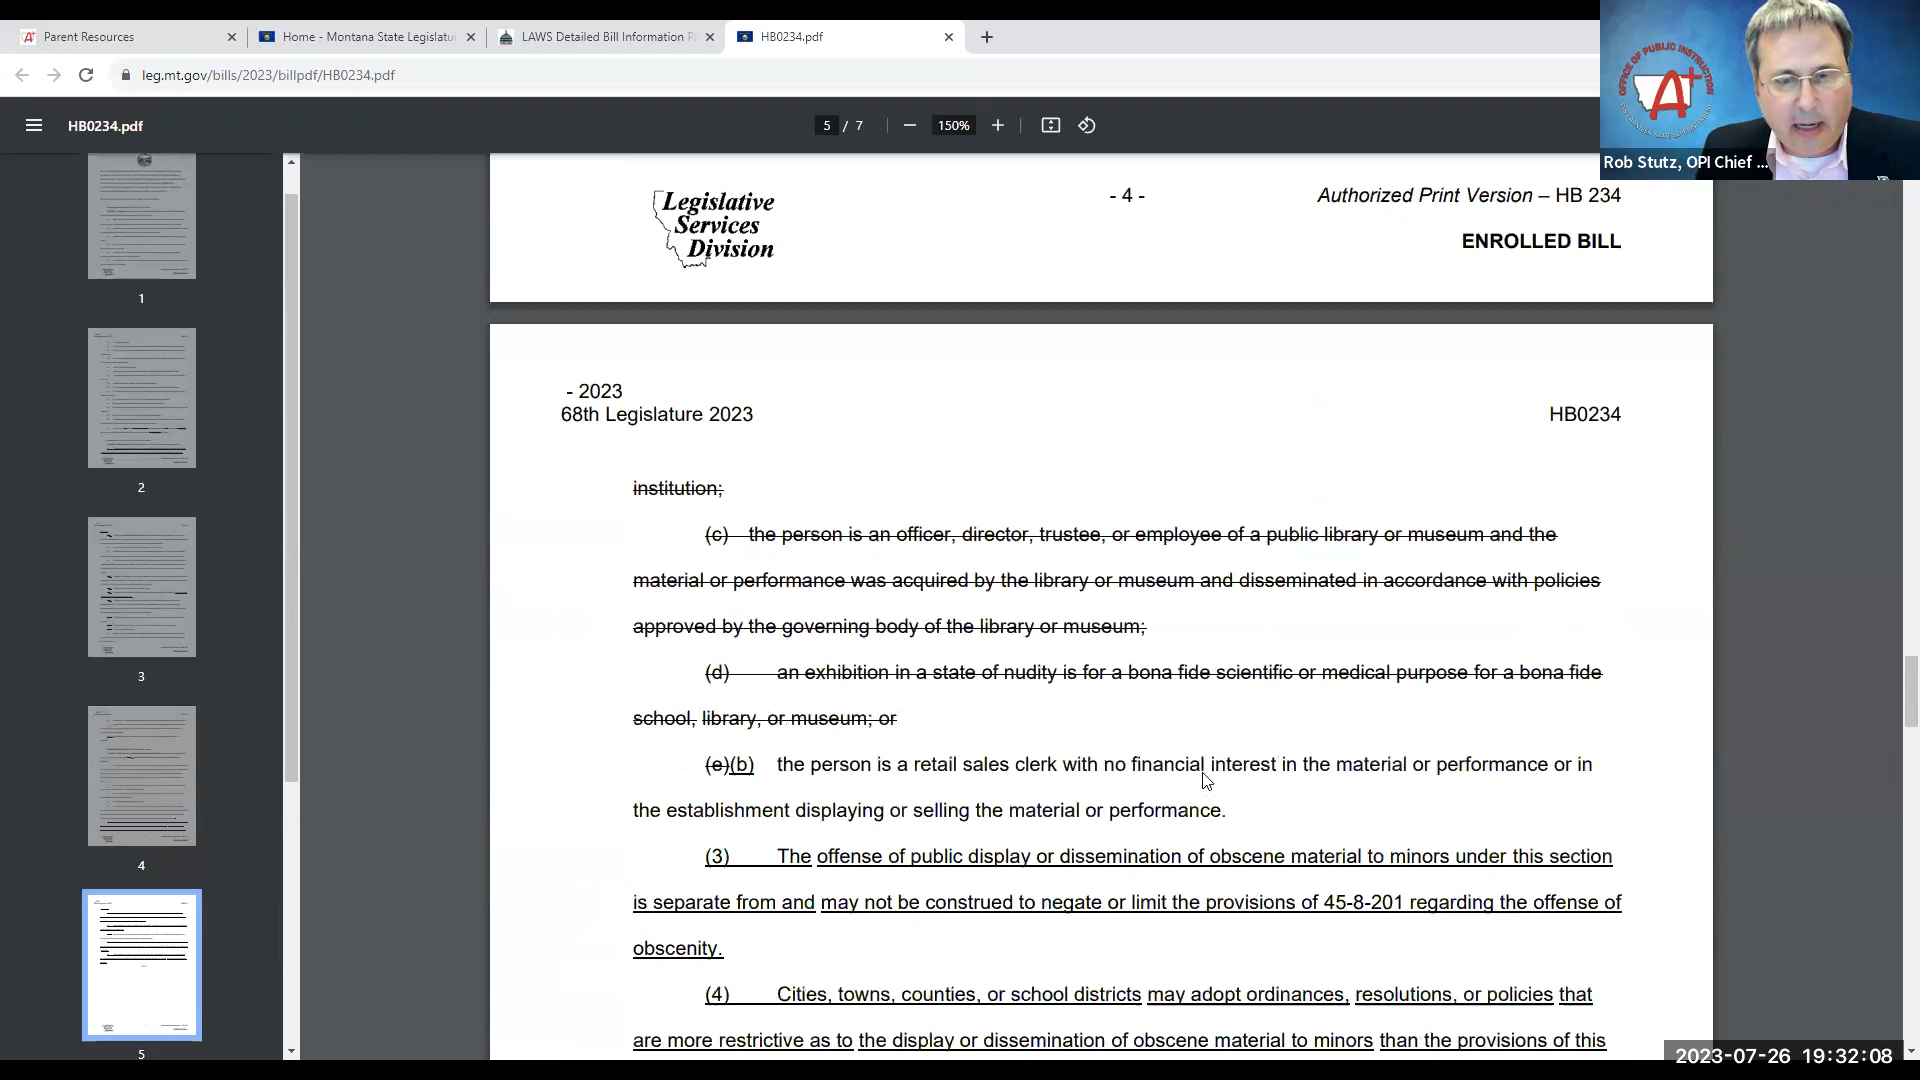 Parent Resources
Home - Montana State Legislatu
LAWS Detailed Bill Information P
HB0234.pdf
leg.mt.gov/bills/2023/billpdf/HB0234.pdf
HB0234.pdf
5 / 7
150%
OFFICE OF PUBLIC INSTRUCTION
A+
Rob Stutz, OPI Chief ...
1
2
3
4
5
Legislative
Services
Division
- 4 -
Authorized Print Version – HB 234
ENROLLED BILL
- 2023
68th Legislature 2023
HB0234
institution;
(c) the person is an officer, director, trustee, or employee of a public library or museum and the
material or performance was acquired by the library or museum and disseminated in accordance with policies
approved by the governing body of the library or museum;
(d) an exhibition in a state of nudity is for a bona fide scientific or medical purpose for a bona fide
school, library, or museum; or
(e)(b) the person is a retail sales clerk with no financial interest in the material or performance or in
the establishment displaying or selling the material or performance.
(3) The offense of public display or dissemination of obscene material to minors under this section
is separate from and may not be construed to negate or limit the provisions of 45-8-201 regarding the offense of
obscenity.
(4) Cities, towns, counties, or school districts may adopt ordinances, resolutions, or policies that
are more restrictive as to the display or dissemination of obscene material to minors than the provisions of this
2023-07-26 19:32:08